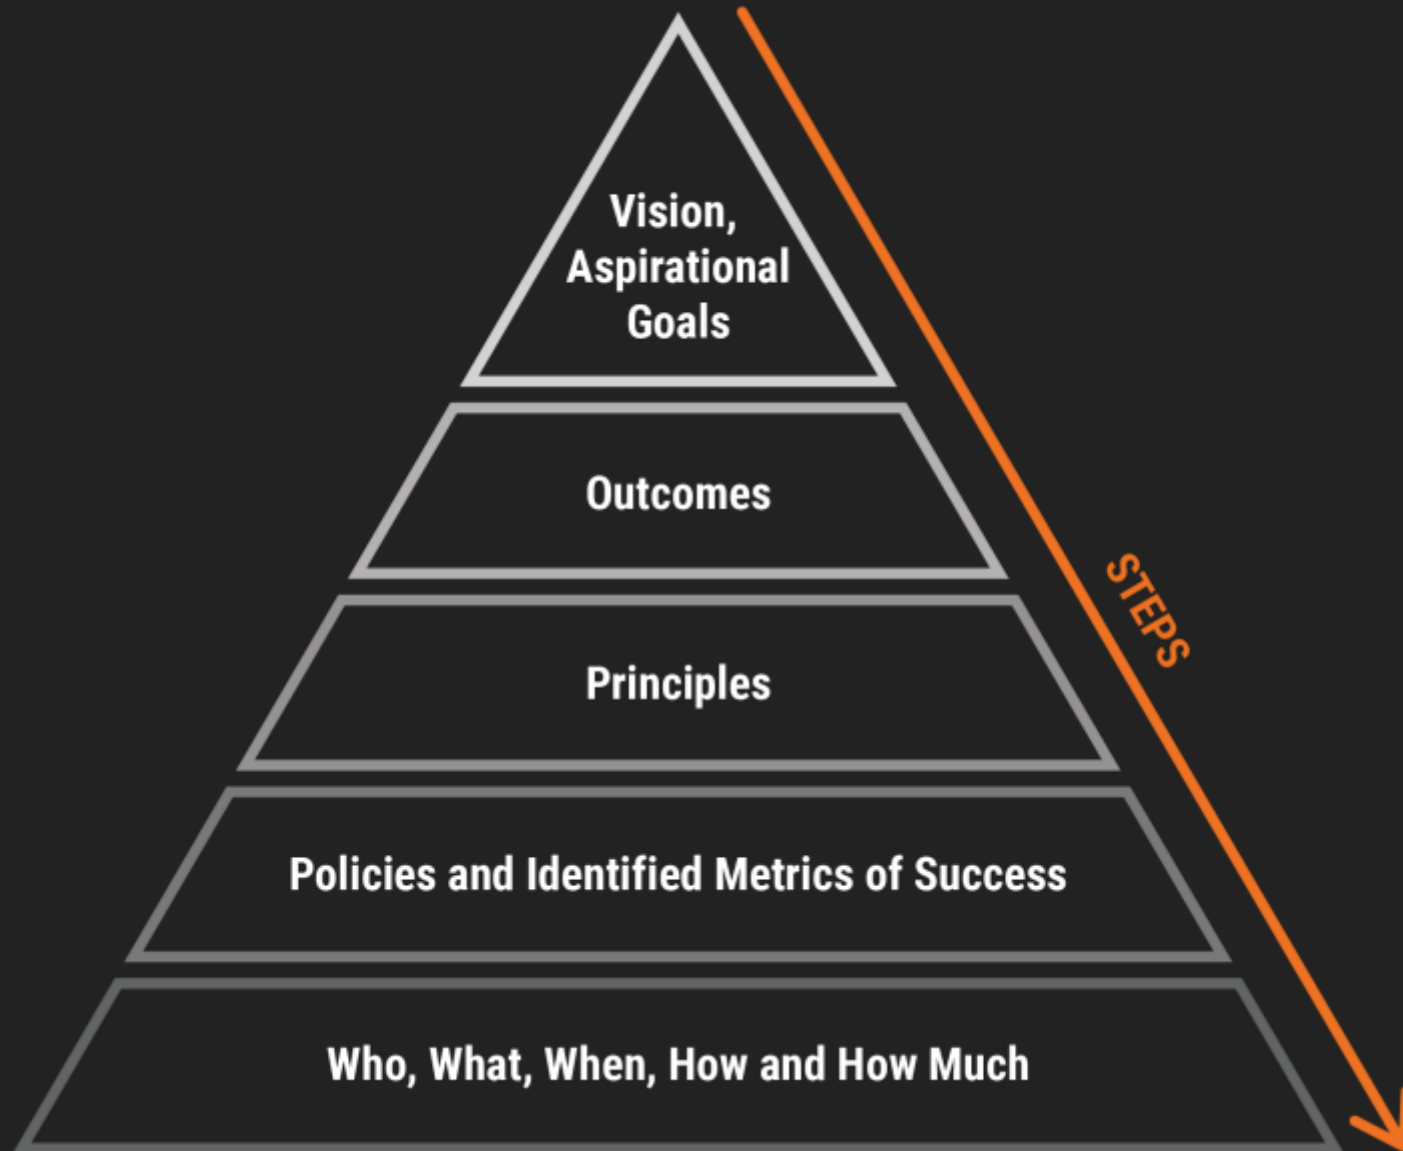 Vision,
Aspirational
Goals
Outcomes
STEPS
Principles
Policies and Identified Metrics of Success
Who, What, When, How and How Much